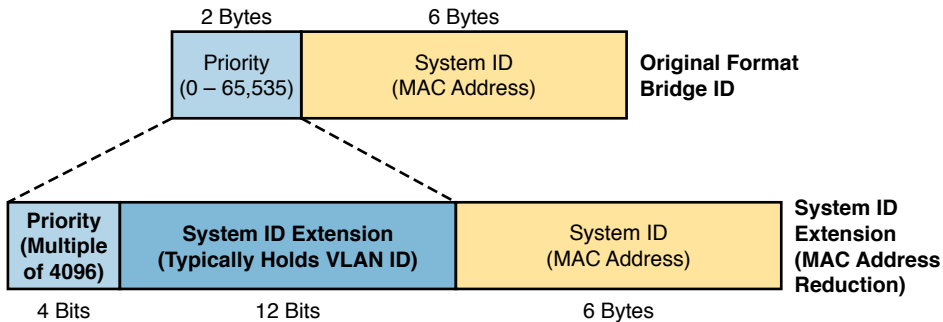 2 Bytes
6 Bytes
Priority
(0 – 65,535)
System ID
(MAC Address)
Original Format
Bridge ID
Priority
(Multiple
of 4096)
System ID Extension
(Typically Holds VLAN ID)
System ID
(MAC Address)
System ID
Extension
(MAC Address
Reduction)
4 Bits
12 Bits
6 Bytes